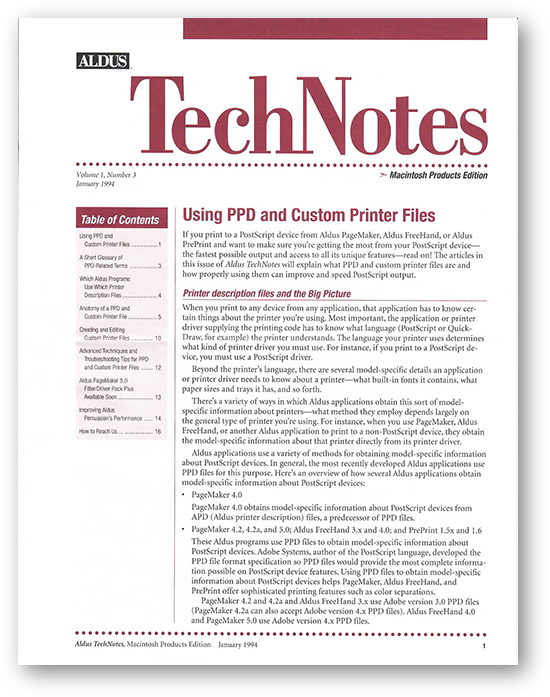 ALDUS
TechNotes
Volume 1, Number 3
January 1994
➣ Macintosh Products Edition
Table of Contents
Using PPD and
Custom Printer Files .............. 1
A Short Glossary of
PPD-Related Terms .............. 3
Which Aldus Programs
Use Which Printer
Description Files .............. 4
Anatomy of a PPD and
Custom Printer File .............. 5
Creating and Editing
Custom Printer Files .......... 10
Advanced Techniques and
Troubleshooting Tips for PPD
and Custom Printer Files ....... 12
Aldus PageMaker 5.0
Filter/Driver Pack Plus
Available Soon ................ 13
Improving Aldus
Persuasion's Performance ..... 14
How to Reach Us.... ............... 16
Using PPD and Custom Printer Files
If you print to a PostScript device from Aldus PageMaker, Aldus FreeHand, or Aldus
PrePrint and want to make sure you're getting the most from your PostScript device—
the fastest possible output and access to all its unique features—read on! The articles in
this issue of Aldus TechNotes will explain what PPD and custom printer files are and
how properly using them can improve and speed PostScript output.
Printer description files and the Big Picture
When you print to any device from any application, that application has to know cer-
tain things about the printer you're using. Most important, the application or printer
driver supplying the printing code has to know what language (PostScript or Quick-
Draw, for example) the printer understands. The language your printer uses determines
what kind of printer driver you must use. For instance, if you print to a PostScript de-
vice, you must use a PostScript driver.
Beyond the printer's language, there are several model-specific details an application
or printer driver needs to know about a printer—what built-in fonts it contains, what
paper sizes and trays it has, and so forth.
There's a variety of ways in which Aldus applications obtain this sort of model-
specific information about printers—what method they employ depends largely on
the general type of printer you're using. For instance, when you use PageMaker, Aldus
FreeHand, or another Aldus application to print to a non-PostScript device, they obtain
the model-specific information about that printer directly from its printer driver.
Aldus applications use a variety of methods for obtaining model-specific information
about PostScript devices. In general, the most recently developed Aldus applications use
PPD files for this purpose. Here's an overview of how several Aldus applications obtain
model-specific information about PostScript devices:
• PageMaker 4.0
PageMaker 4.0 obtains model-specific information about PostScript devices from
APD (Aldus printer description) files, a predecessor of PPD files.
• PageMaker 4.2, 4.2a, and 5.0; Aldus FreeHand 3.x and 4.0; and PrePrint 1.5x and 1.6
These Aldus programs use PPD files to obtain model-specific information about
PostScript devices. Adobe Systems, author of the PostScript language, developed the
PPD file format specification so PPD files would provide the most complete informa-
tion possible on PostScript device features. Using PPD files to obtain model-specific
information about PostScript devices helps PageMaker, Aldus FreeHand, and
PrePrint offer sophisticated printing features such as color separations.
PageMaker 4.2 and 4.2a and Aldus FreeHand 3.x use Adobe version 3.0 PPD files
(PageMaker 4.2a can also accept Adobe version 4.x PPD files). Aldus FreeHand 4.0
and PageMaker 5.0 use Adobe version 4.x PPD files.
Aldus TechNotes, Macintosh Products Edition January 1994
1